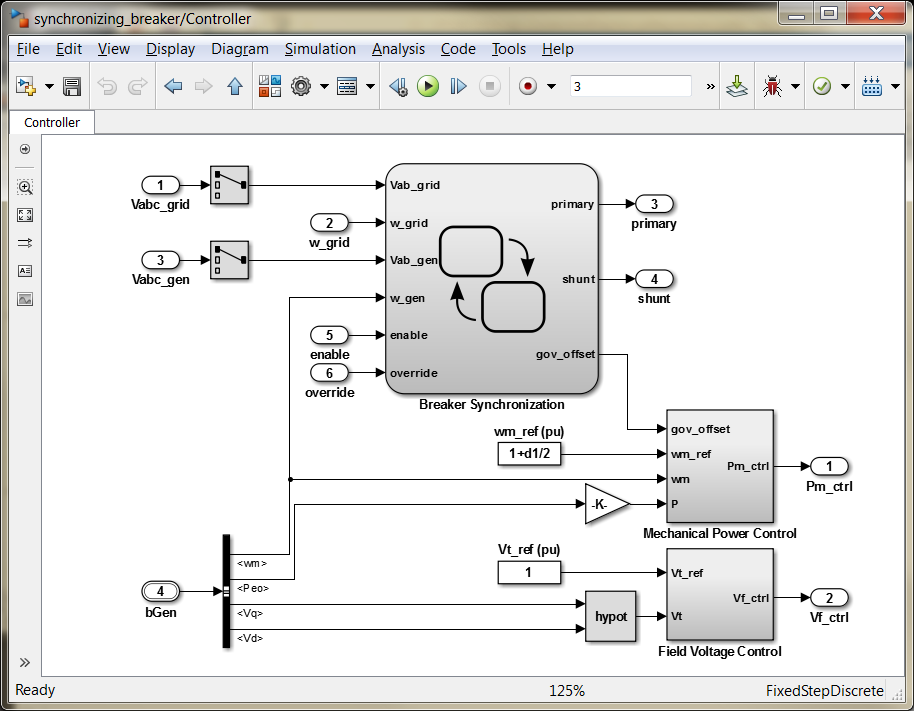 synchronizing_breaker/Controller
File Edit View Display Diagram Simulation Analysis Code Tools Help
3
»
Controller
1
Vabc_grid
2
w_grid
3
Vabc_gen
5
enable
6
override
Vab_grid
w_grid
Vab_gen
w_gen
enable
override
primary
shunt
gov_offset
Breaker Synchronization
3
primary
4
shunt
wm_ref (pu)
1+d1/2
-K-
gov_offset
wm_ref
wm
P
Pm_ctrl
Mechanical Power Control
1
Pm_ctrl
4
bGen
<wm>
<Peo>
<Vq>
<Vd>
Vt_ref (pu)
1
hypot
Vt_ref
Vt
Vf_ctrl
Field Voltage Control
2
Vf_ctrl
»
Ready 125% FixedStepDiscrete